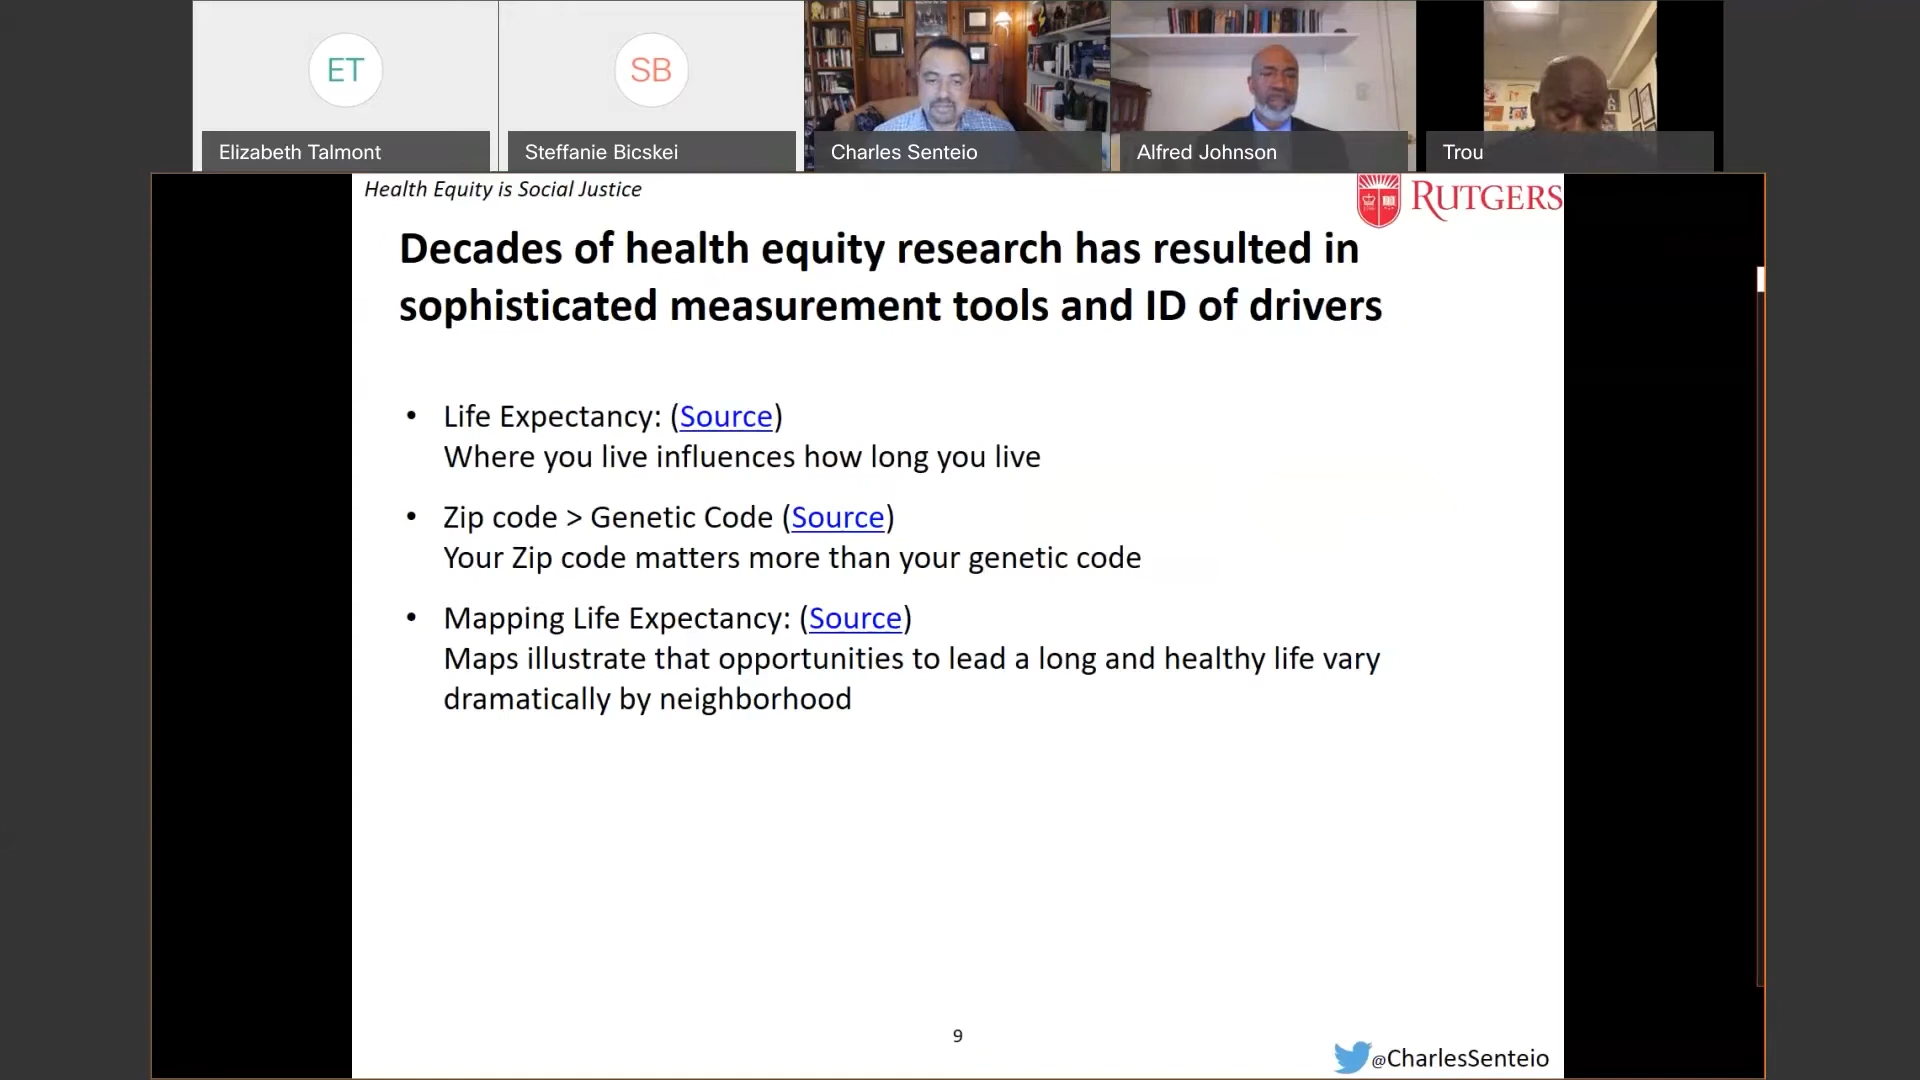 ET
SB
Elizabeth Talmont
Steffanie Bicskei
Charles Senteio
Alfred Johnson
Trou
Health Equity is Social Justice
RUTGERS
Decades of health equity research has resulted in
sophisticated measurement tools and ID of drivers
• Life Expectancy: (Source)
Where you live influences how long you live
• Zip code > Genetic Code (Source)
Your Zip code matters more than your genetic code
• Mapping Life Expectancy: (Source)
Maps illustrate that opportunities to lead a long and healthy life vary
dramatically by neighborhood
9
@CharlesSenteio